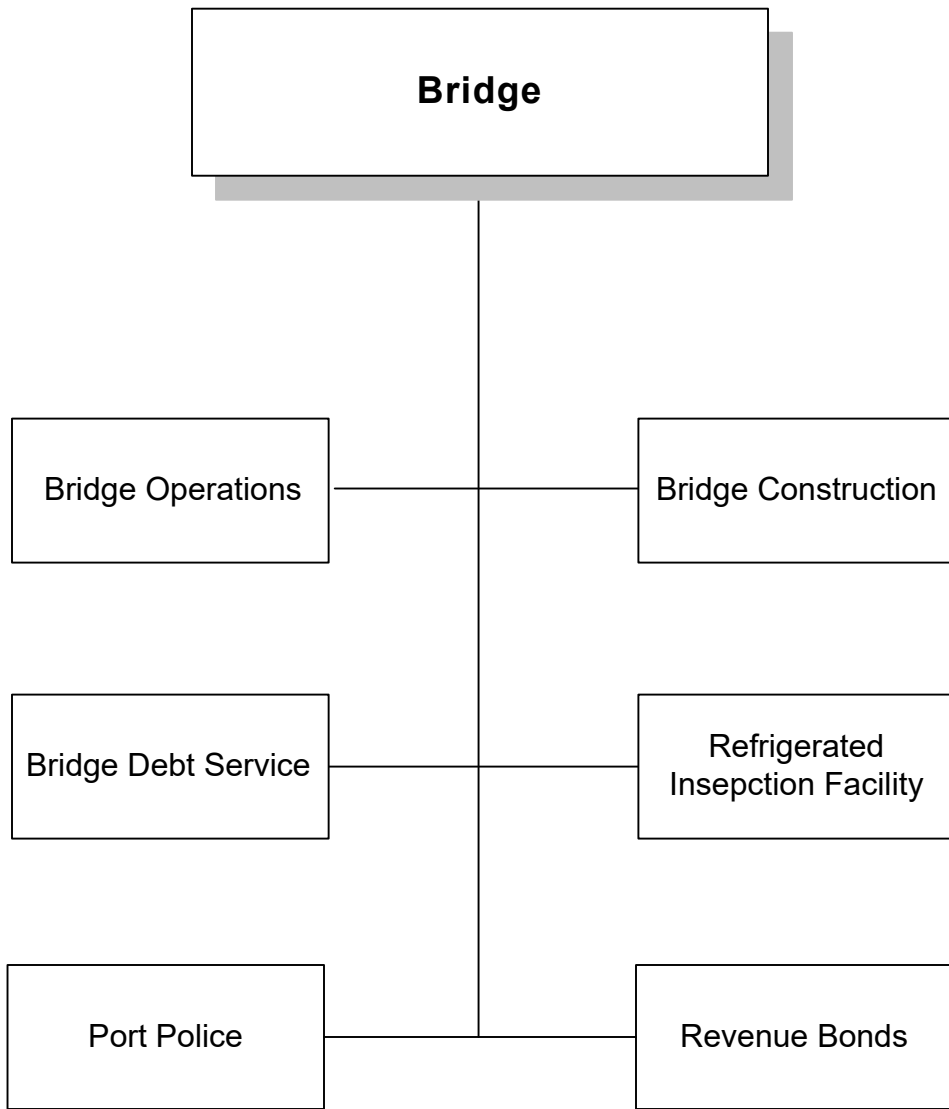 Bridge
Bridge Operations
Bridge Construction
Bridge Debt Service
Refrigerated
Insepction Facility
Port Police
Revenue Bonds